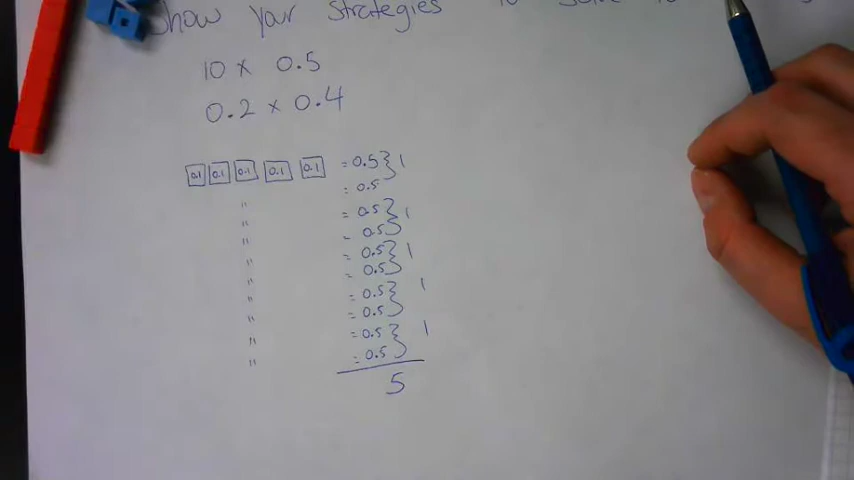 Show your strategies to solve
10 x 0.5
0.2 x 0.4
0.1 0.1 0.1 0.1 0.1 = 0.5 } 1
" = 0.5
" = 0.5 } 1
" = 0.5
" = 0.5 } 1
" = 0.5
" = 0.5 } 1
" = 0.5
" = 0.5 } 1
" = 0.5
5